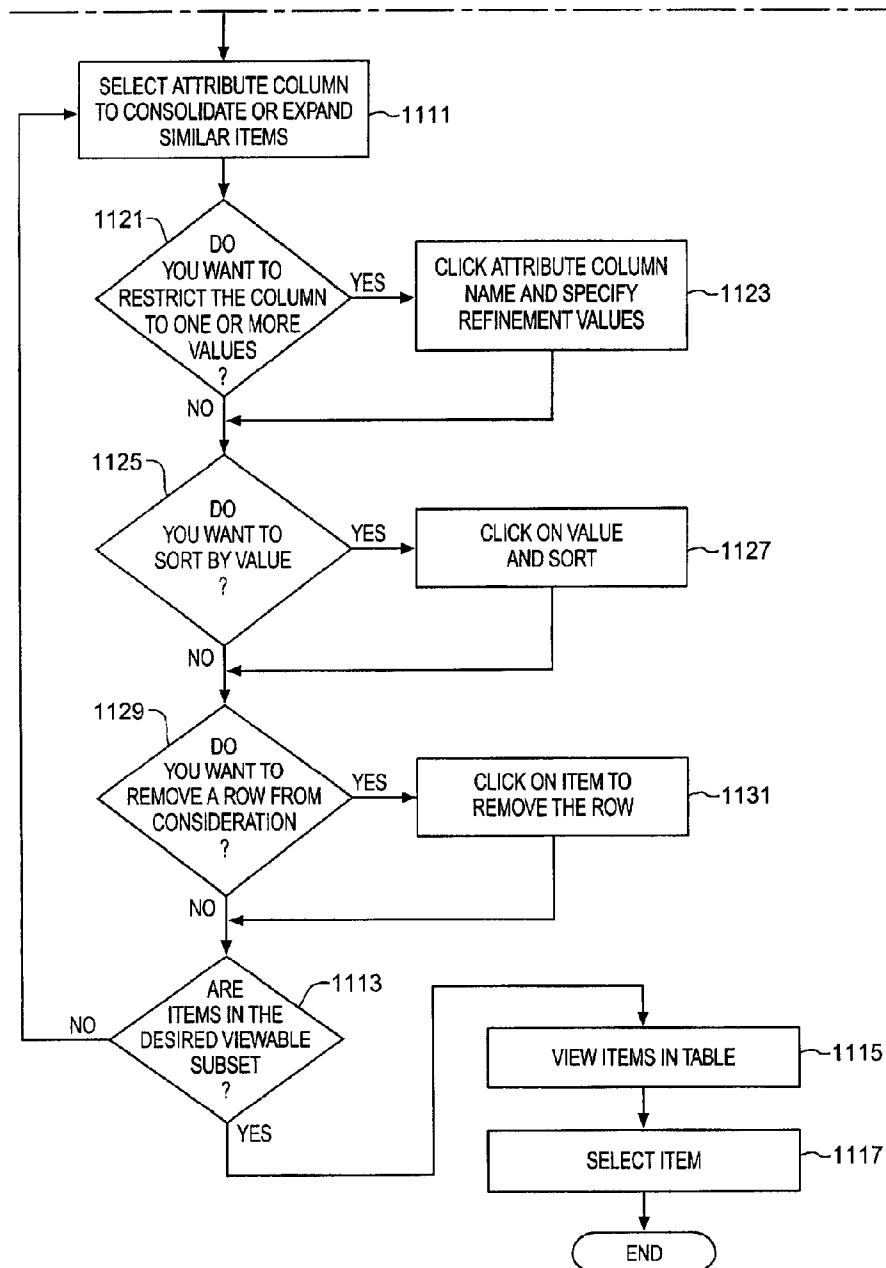 SELECT ATTRIBUTE COLUMN
TO CONSOLIDATE OR EXPAND
SIMILAR ITEMS
1111
1121
DO
YOU WANT TO
RESTRICT THE COLUMN
TO ONE OR MORE
VALUES
?
YES
CLICK ATTRIBUTE COLUMN
NAME AND SPECIFY
REFINEMENT VALUES
1123
NO
1125
DO
YOU WANT TO
SORT BY VALUE
?
YES
CLICK ON VALUE
AND SORT
1127
NO
1129
DO
YOU WANT TO
REMOVE A ROW FROM
CONSIDERATION
?
YES
CLICK ON ITEM TO
REMOVE THE ROW
1131
NO
1113
ARE
ITEMS IN THE
DESIRED VIEWABLE
SUBSET
?
NO
YES
VIEW ITEMS IN TABLE
1115
SELECT ITEM
1117
END